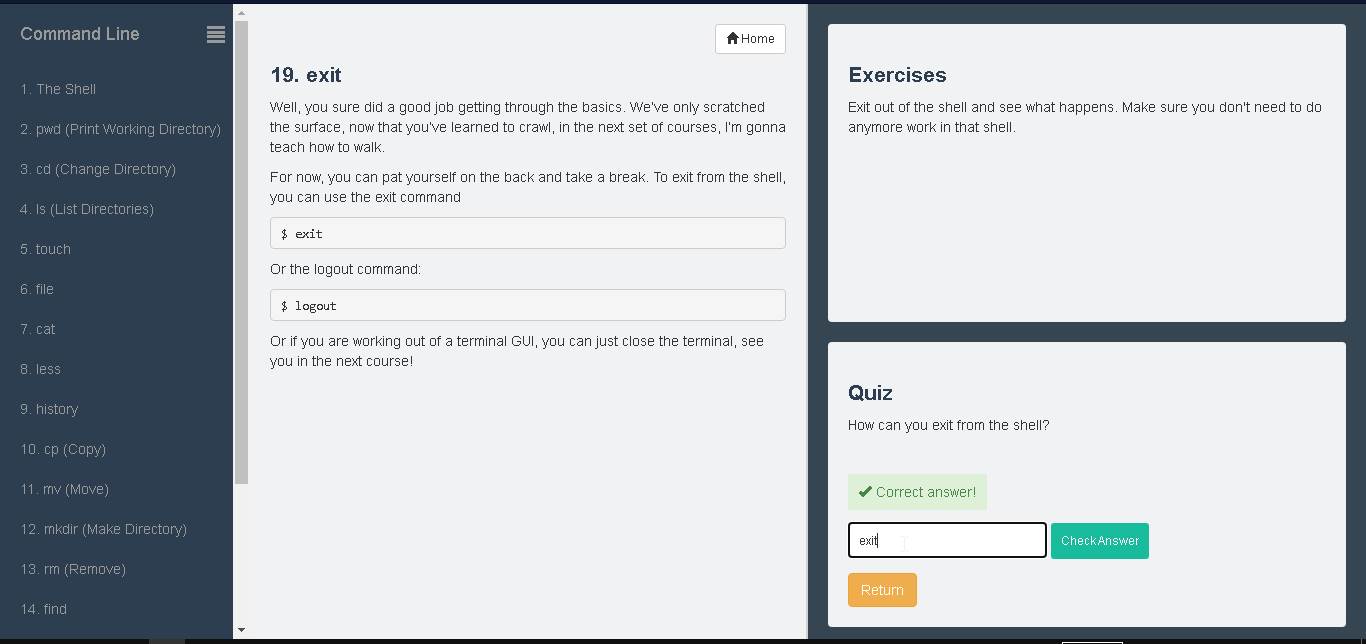 Command Line
1. The Shell
2. pwd (Print Working Directory)
3. cd (Change Directory)
4. ls (List Directories)
5. touch
6. file
7. cat
8. less
9. history
10. cp (Copy)
11. mv (Move)
12. mkdir (Make Directory)
13. rm (Remove)
14. find
Home
19. exit
Well, you sure did a good job getting through the basics. We've only scratched
the surface, now that you've learned to crawl, in the next set of courses, I'm gonna
teach how to walk.
For now, you can pat yourself on the back and take a break. To exit from the shell,
you can use the exit command
$ exit
Or the logout command:
$ logout
Or if you are working out of a terminal GUI, you can just close the terminal, see
you in the next course!
Exercises
Exit out of the shell and see what happens. Make sure you don't need to do
anymore work in that shell.
Quiz
How can you exit from the shell?
Correct answer!
exit
Check Answer
Return